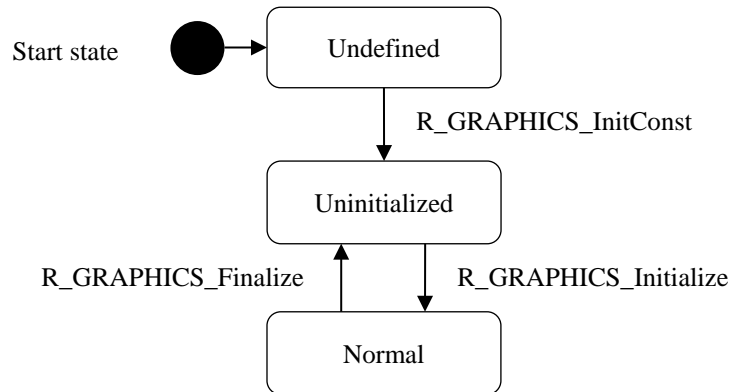 Start state
Undefined
R_GRAPHICS_InitConst
Uninitialized
R_GRAPHICS_Finalize
R_GRAPHICS_Initialize
Normal